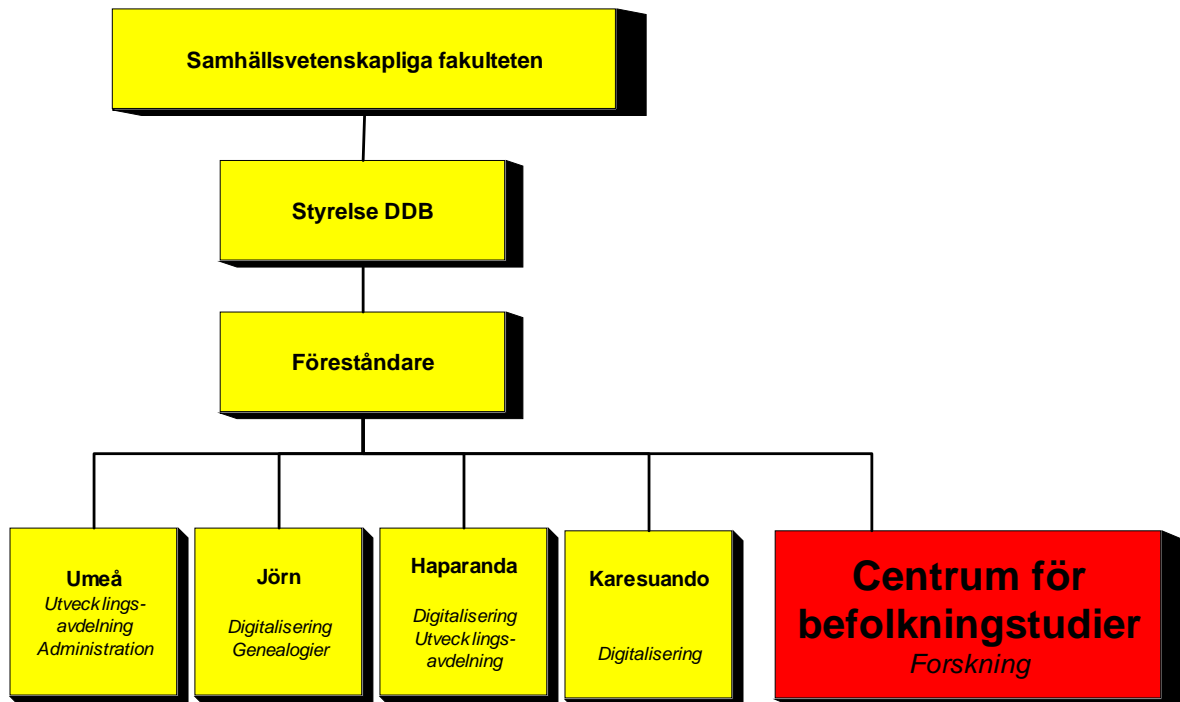 Samhällsvetenskapliga fakulteten
Styrelse DDB
Föreståndare
Umeå
Utvecklings-
avdelning
Administration
Jörn
Digitalisering
Genealogier
Haparanda
Digitalisering
Utvecklings-
avdelning
Karesuando
Digitalisering
Centrum för
befolkningstudier
Forskning